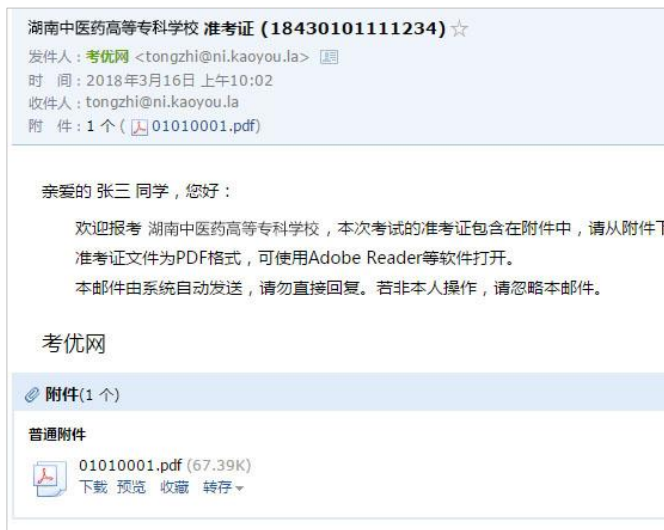 湖南中医药高等专科学校 准考证 (18430101111234) ☆
发件人：考优网 <tongzhi@ni.kaoyou.la>
时 间：2018年3月16日 上午10:02
收件人：tongzhi@ni.kaoyou.la
附 件：1 个 ( 01010001.pdf)
亲爱的 张三 同学，您好：
欢迎报考 湖南中医药高等专科学校，本次考试的准考证包含在附件中，请从附件下
准考证文件为PDF格式，可使用Adobe Reader等软件打开。
本邮件由系统自动发送，请勿直接回复。若非本人操作，请忽略本邮件。
考优网
附件(1 个)
普通附件
01010001.pdf (67.39K)
下载 预览 收藏 转存